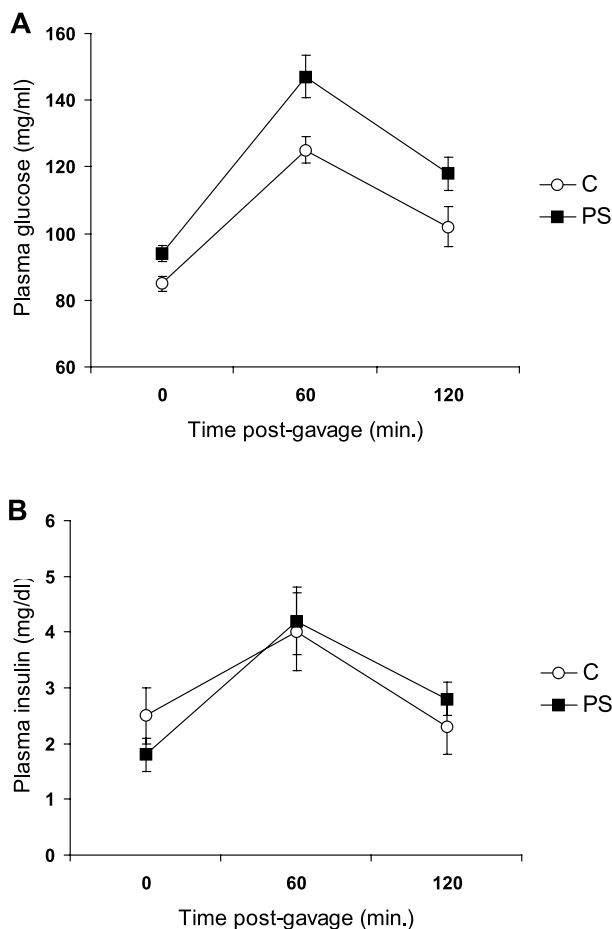 A
Plasma glucose (mg/ml)
160
140
120
100
80
60
0 60 120
Time post-gavage (min.)
C
PS
B
Plasma insulin (mg/dl)
6
5
4
3
2
1
0
0 60 120
Time post-gavage (min.)
C
PS